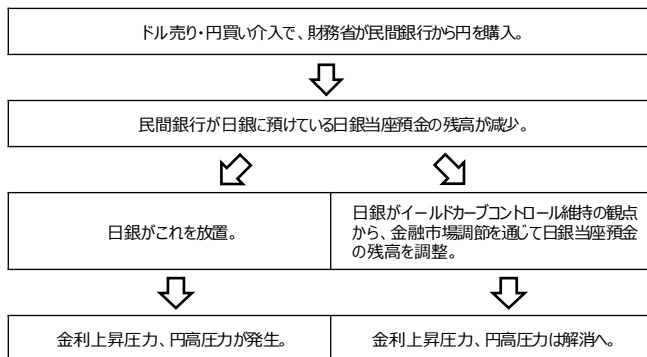 ドル売り・円買い介入で、財務省が民間銀行から円を購入。
民間銀行が日銀に預けている日銀当座預金の残高が減少。
日銀がこれを放置。
日銀がイールドカーブコントロール維持の観点
から、金融市場調節を通じて日銀当座預金
の残高を調整。
金利上昇圧力、円高圧力が発生。
金利上昇圧力、円高圧力は解消へ。